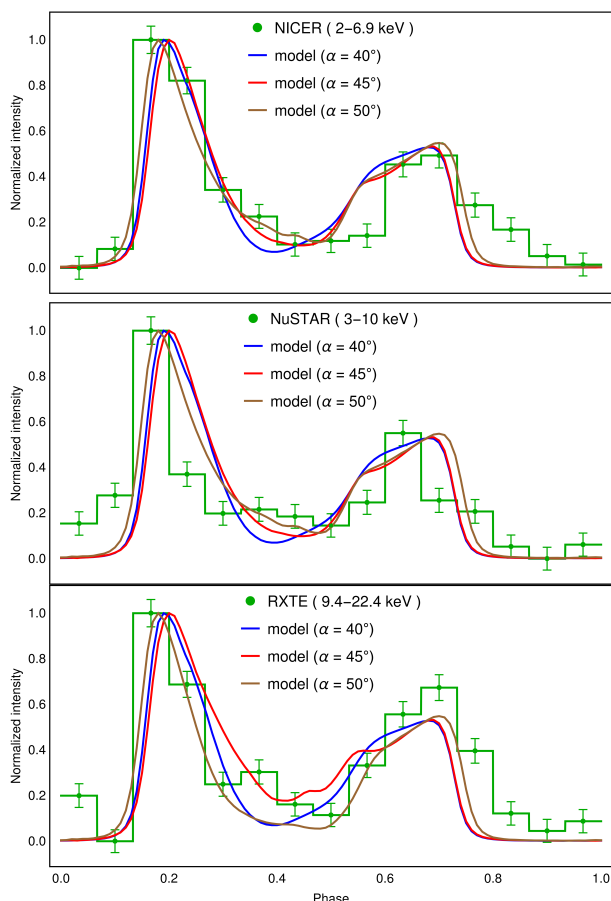 NICER ( 2−6.9 keV )
model (α = 40°)
model (α = 45°)
model (α = 50°)
Normalized intensity
1.0
0.8
0.6
0.4
0.2
0.0
NuSTAR ( 3−10 keV )
model (α = 40°)
model (α = 45°)
model (α = 50°)
Normalized intensity
1.0
0.8
0.6
0.4
0.2
0.0
RXTE ( 9.4−22.4 keV )
model (α = 40°)
model (α = 45°)
model (α = 50°)
Normalized intensity
1.0
0.8
0.6
0.4
0.2
0.0
0.0 0.2 0.4 0.6 0.8 1.0
Phase